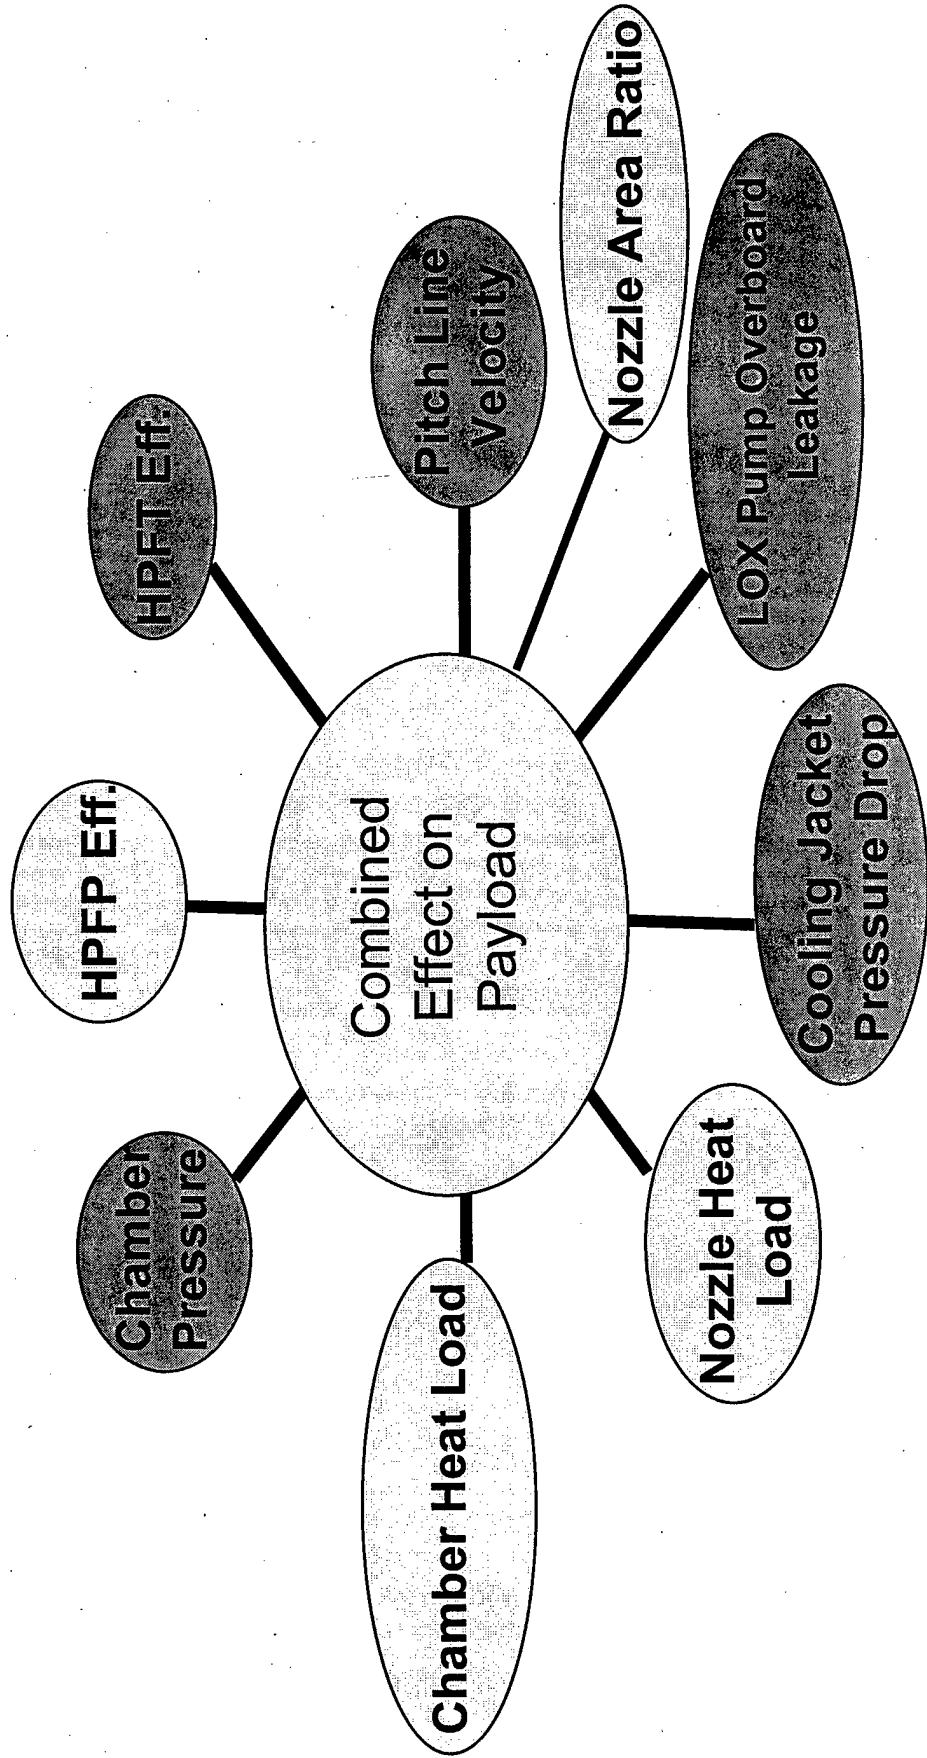 Chamber
Pressure
HPFP Eff.
HPFT Eff.
Chamber Heat Load
Combined
Effect on
Payload
Pitch Line
Velocity
Nozzle Area Ratio
Nozzle Heat
Load
Cooling Jacket
Pressure Drop
LOX Pump Overboard
Leakage